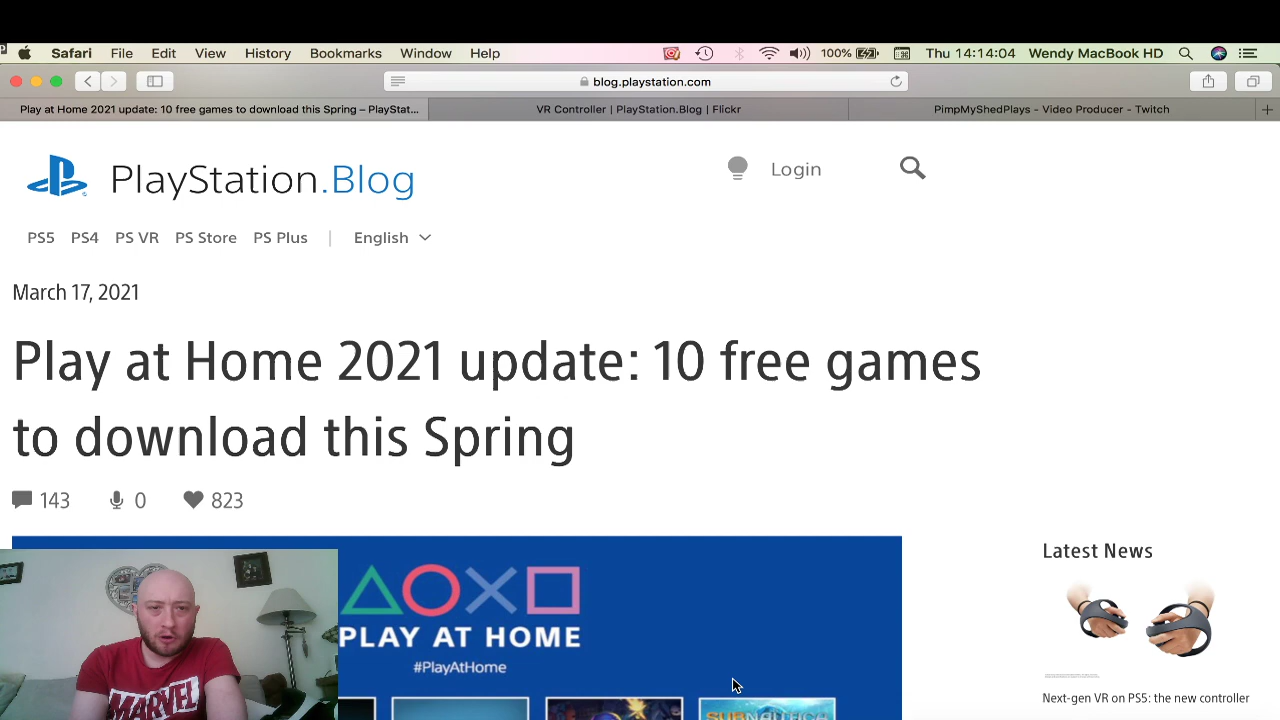 Safari File Edit View History Bookmarks Window Help 100% Thu 14:14:04 Wendy MacBook HD
blog.playstation.com
Play at Home 2021 update: 10 free games to download this Spring – PlayStat... VR Controller | PlayStation.Blog | Flickr PimpMyShedPlays - Video Producer - Twitch
PlayStation.Blog Login
PS5 PS4 PS VR PS Store PS Plus | English
March 17, 2021
Play at Home 2021 update: 10 free games
to download this Spring
143 0 823
Latest News
PLAY AT HOME
#PlayAtHome
MARVEL
SUBNAUTICA
Next-gen VR on PS5: the new controller